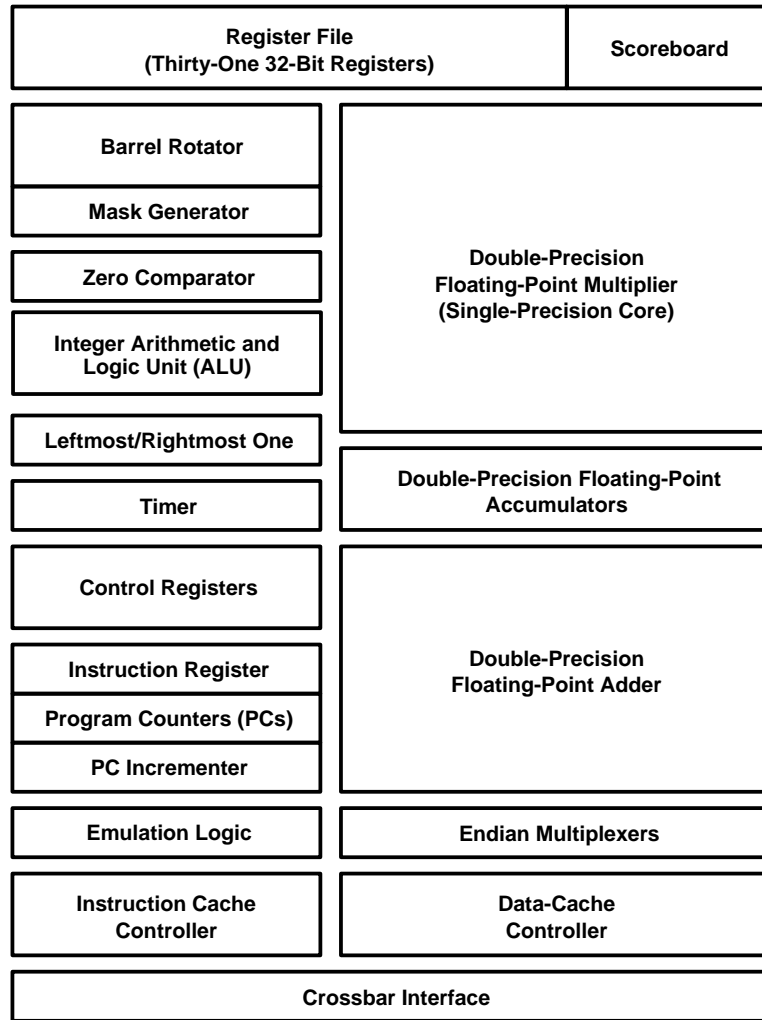 Register File
(Thirty-One 32-Bit Registers)
Scoreboard
Barrel Rotator
Mask Generator
Zero Comparator
Integer Arithmetic and
Logic Unit (ALU)
Leftmost/Rightmost One
Timer
Control Registers
Instruction Register
Program Counters (PCs)
PC Incrementer
Emulation Logic
Instruction Cache
Controller
Double-Precision
Floating-Point Multiplier
(Single-Precision Core)
Double-Precision Floating-Point
Accumulators
Double-Precision
Floating-Point Adder
Endian Multiplexers
Data-Cache
Controller
Crossbar Interface